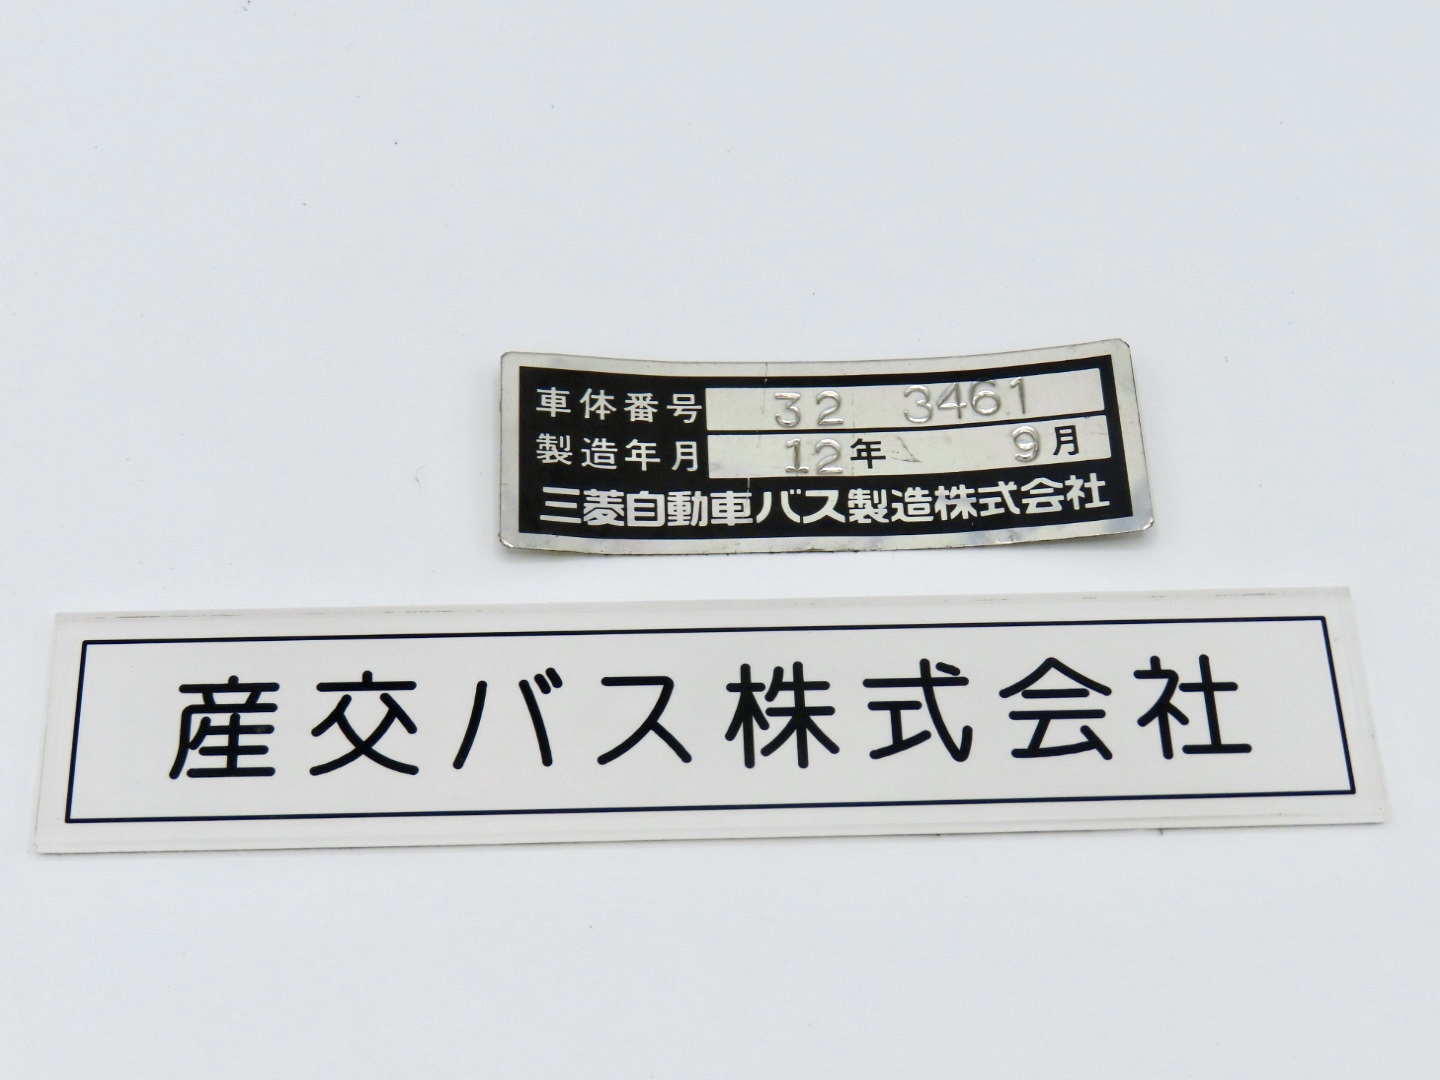 車体番号 32 3461
製造年月 12年 9月
三菱自動車バス製造株式会社
産交バス株式会社